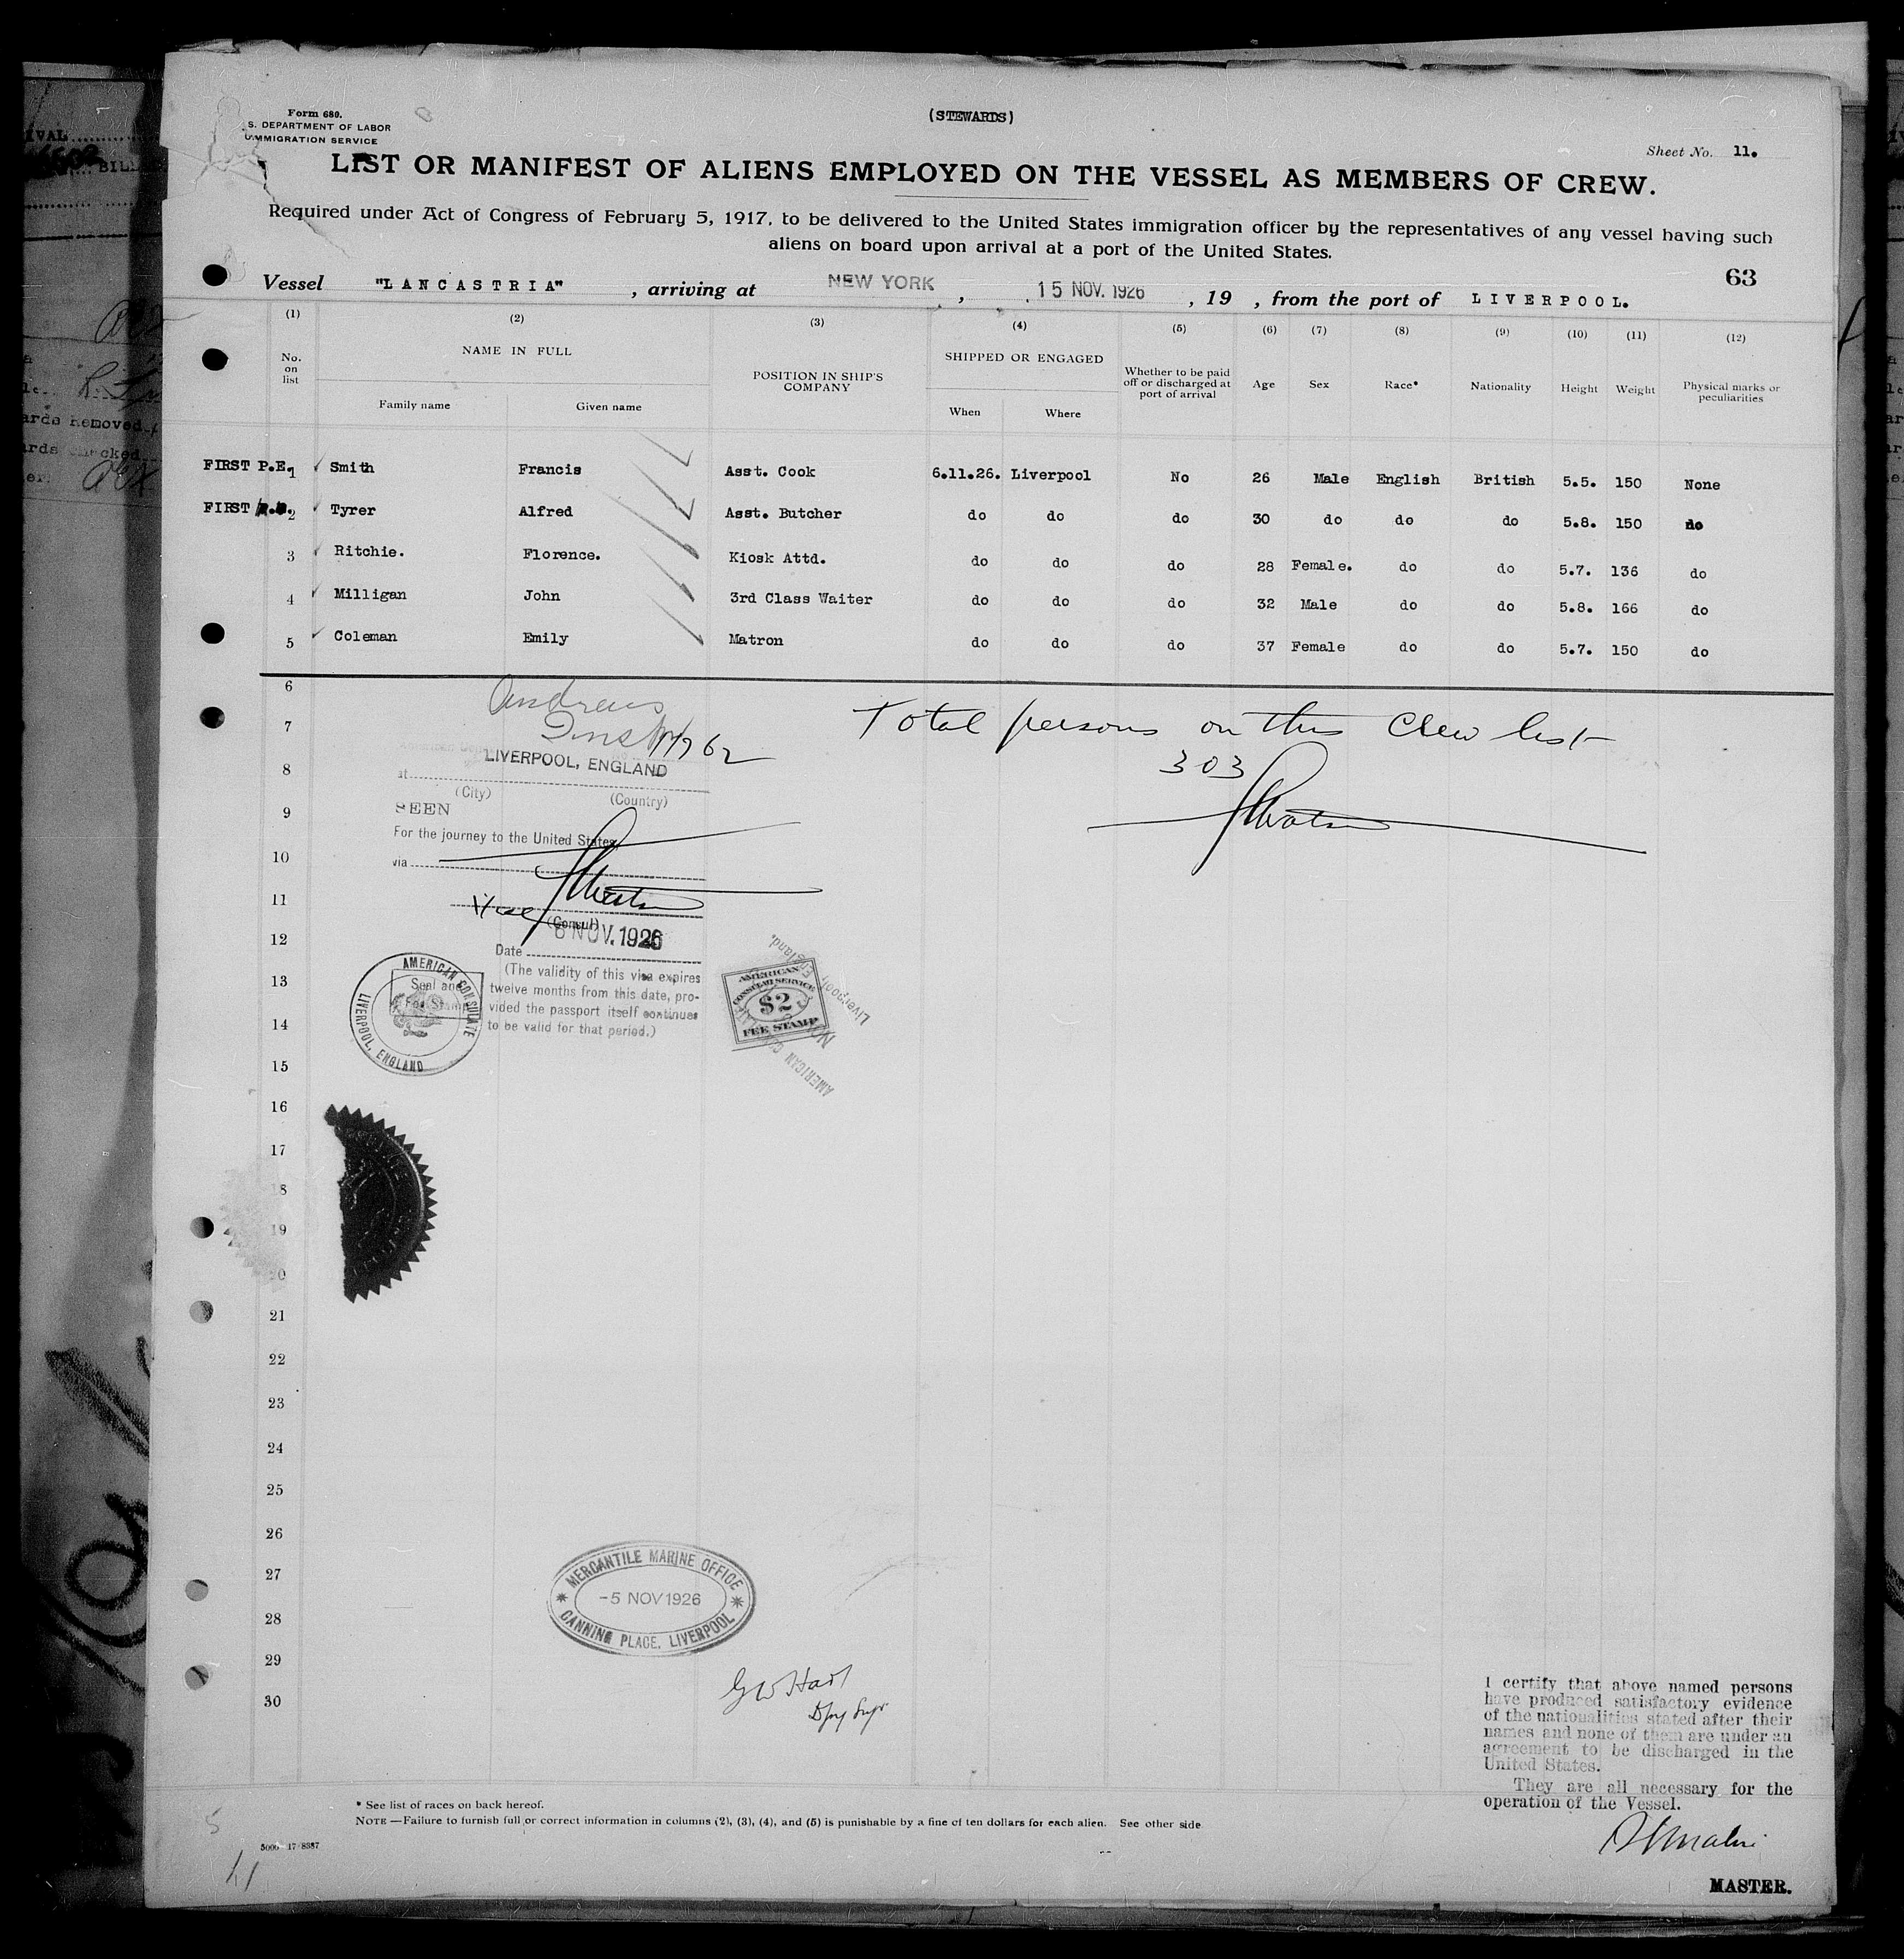 Form 680.
S. DEPARTMENT OF LABOR
IMMIGRATION SERVICE
(STEWARDS)
Sheet No. 11.
LIST OR MANIFEST OF ALIENS EMPLOYED ON THE VESSEL AS MEMBERS OF CREW.
Required under Act of Congress of February 5, 1917, to be delivered to the United States immigration officer by the representatives of any vessel having such
aliens on board upon arrival at a port of the United States.
63
Vessel "LANCASTRIA", arriving at NEW YORK, 15 NOV. 1926, 19 , from the port of LIVERPOOL.
(1) (2) (3) (4) (5) (6) (7) (8) (9) (10) (11) (12)
No. on list NAME IN FULL POSITION IN SHIP'S COMPANY SHIPPED OR ENGAGED Whether to be paid off or discharged at port of arrival Age Sex Race* Nationality Height Weight Physical marks or peculiarities
Family name Given name When Where
FIRST P.E. 1 Smith Francis Asst. Cook 6.11.26. Liverpool No 26 Male English British 5.5. 150 None
FIRST 2 Tyrer Alfred Asst. Butcher do do do 30 do do do 5.8. 150 do
3 Ritchie. Florence. Kiosk Attd. do do do 28 Female. do do 5.7. 136 do
4 Milligan John 3rd Class Waiter do do do 32 Male do do 5.8. 166 do
5 Coleman Emily Matron do do do 37 Female do do 5.7. 150 do
6
7
8
9
10
11
12
13
14
15
16
17
18
19
20
21
22
23
24
25
26
27
28
29
30
Andrews
Total persons on this crew list
303
LIVERPOOL, ENGLAND
at
(City) (Country)
SEEN
For the journey to the United States,
via
(Consul)
Date 6 NOV. 1926
(The validity of this visa expires
twelve months from this date, pro-
vided the passport itself continues
to be valid for that period.)
Seal and
Fee Stamp
AMERICAN CONSULATE
LIVERPOOL, ENGLAND
AMERICAN
CONSULAR SERVICE
$2
FEE STAMP
Liverpool, England.
MERCANTILE MARINE OFFICE
-5 NOV 1926
CANNING PLACE, LIVERPOOL
I certify that above named persons
have produced satisfactory evidence
of the nationalities stated after their
names and none of them are under an
agreement to be discharged in the
United States.
They are all necessary for the
operation of the Vessel.
MASTER.
* See list of races on back hereof.
NOTE—Failure to furnish full or correct information in columns (2), (3), (4), and (5) is punishable by a fine of ten dollars for each alien. See other side
11